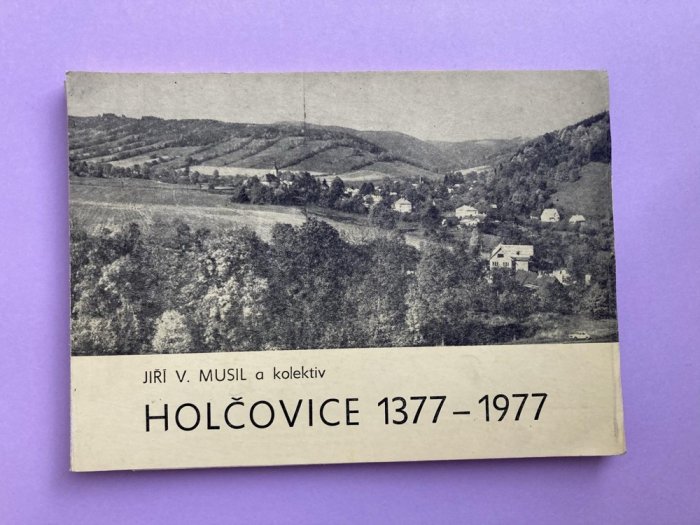 JIŘÍ V. MUSIL a kolektiv
HOLČOVICE 1377 – 1977